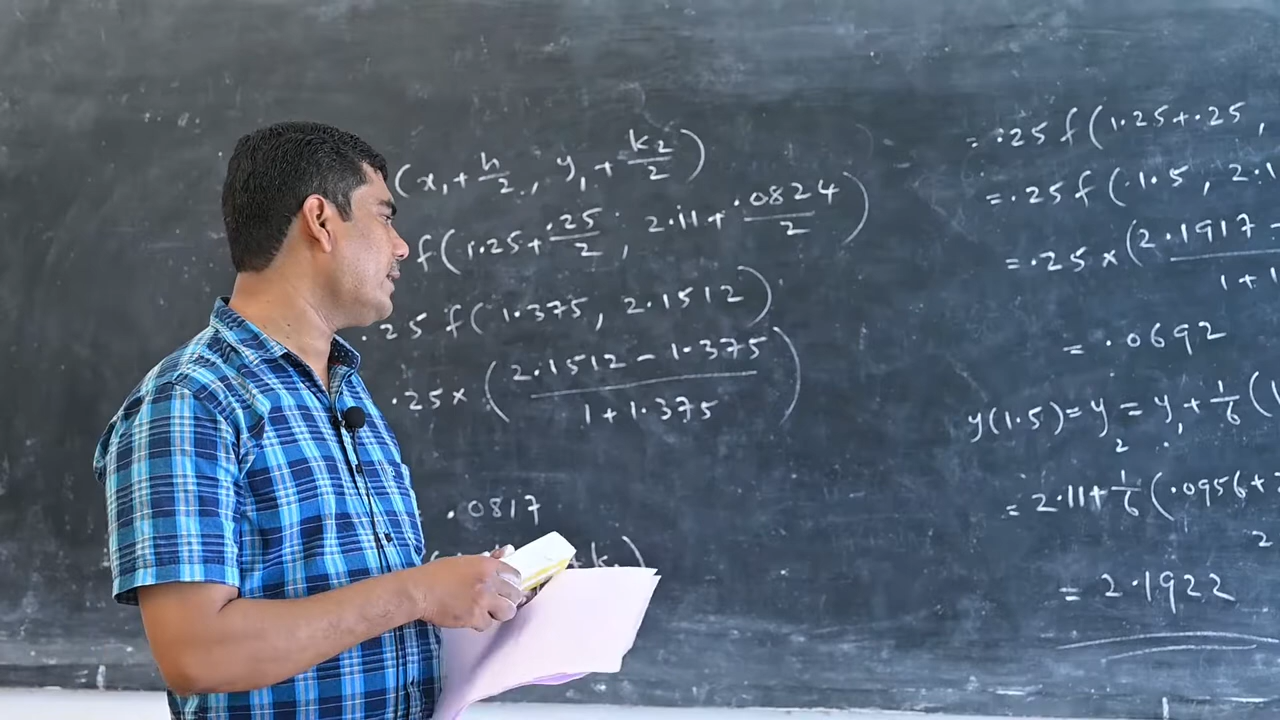 (x₁+h/2, y₁+k₂/2)
f(1.25+.25/2, 2.11+.0824/2)
.25 f(1.375, 2.1512)
.25×((2.1512-1.375)/(1+1.375))
.0817
=.25 f(1.25+.25,
=.25 f(1.5, 2.1
=.25×(2.1917-
1+1
=.0692
y(1.5)=y₂=y₁+1/6(
=2.11+1/6(.0956+2
2
=2.1922